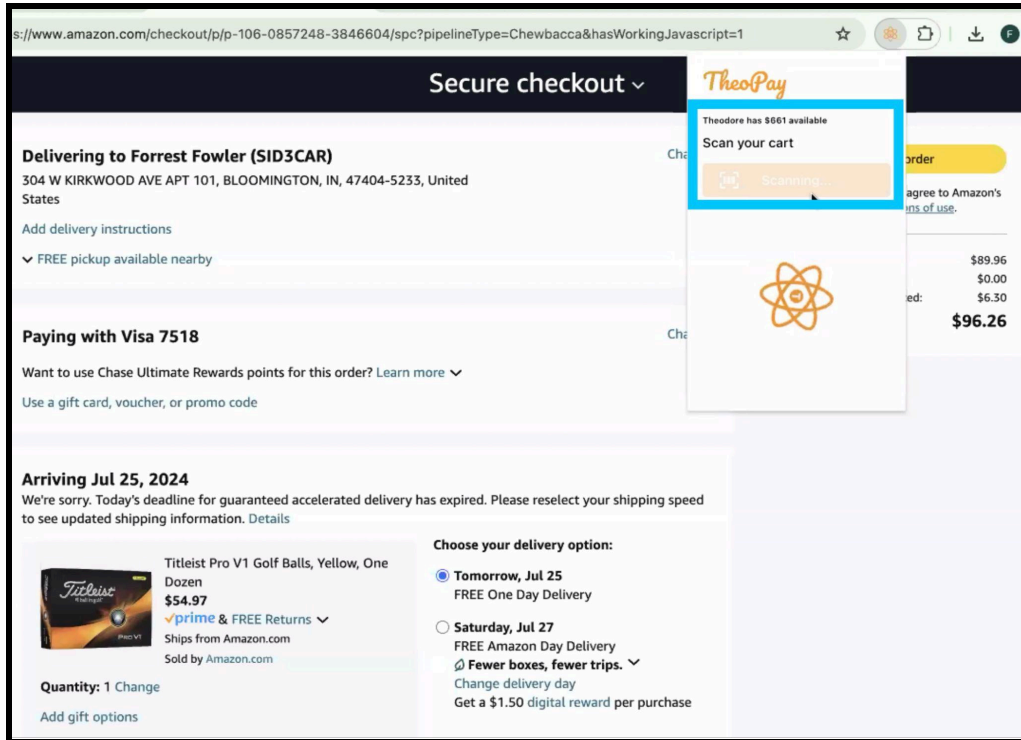 s://www.amazon.com/checkout/p/p-106-0857248-3846604/spc?pipelineType=Chewbacca&hasWorkingJavascript=1
F
Secure checkout
TheoPay
Theodore has $661 available
Scan your cart
Scanning...
Delivering to Forrest Fowler (SID3CAR)
304 W KIRKWOOD AVE APT 101, BLOOMINGTON, IN, 47404-5233, United
States
Add delivery instructions
FREE pickup available nearby
Cha
order
agree to Amazon's
ons of use.
$89.96
$0.00
ed: $6.30
$96.26
Paying with Visa 7518
Cha
Want to use Chase Ultimate Rewards points for this order? Learn more
Use a gift card, voucher, or promo code
Arriving Jul 25, 2024
We're sorry. Today's deadline for guaranteed accelerated delivery has expired. Please reselect your shipping speed
to see updated shipping information. Details
Titleist
PRO V1
Titleist Pro V1 Golf Balls, Yellow, One
Dozen
$54.97
prime & FREE Returns
Ships from Amazon.com
Sold by Amazon.com
Quantity: 1 Change
Add gift options
Choose your delivery option:
Tomorrow, Jul 25
FREE One Day Delivery
Saturday, Jul 27
FREE Amazon Day Delivery
Fewer boxes, fewer trips.
Change delivery day
Get a $1.50 digital reward per purchase